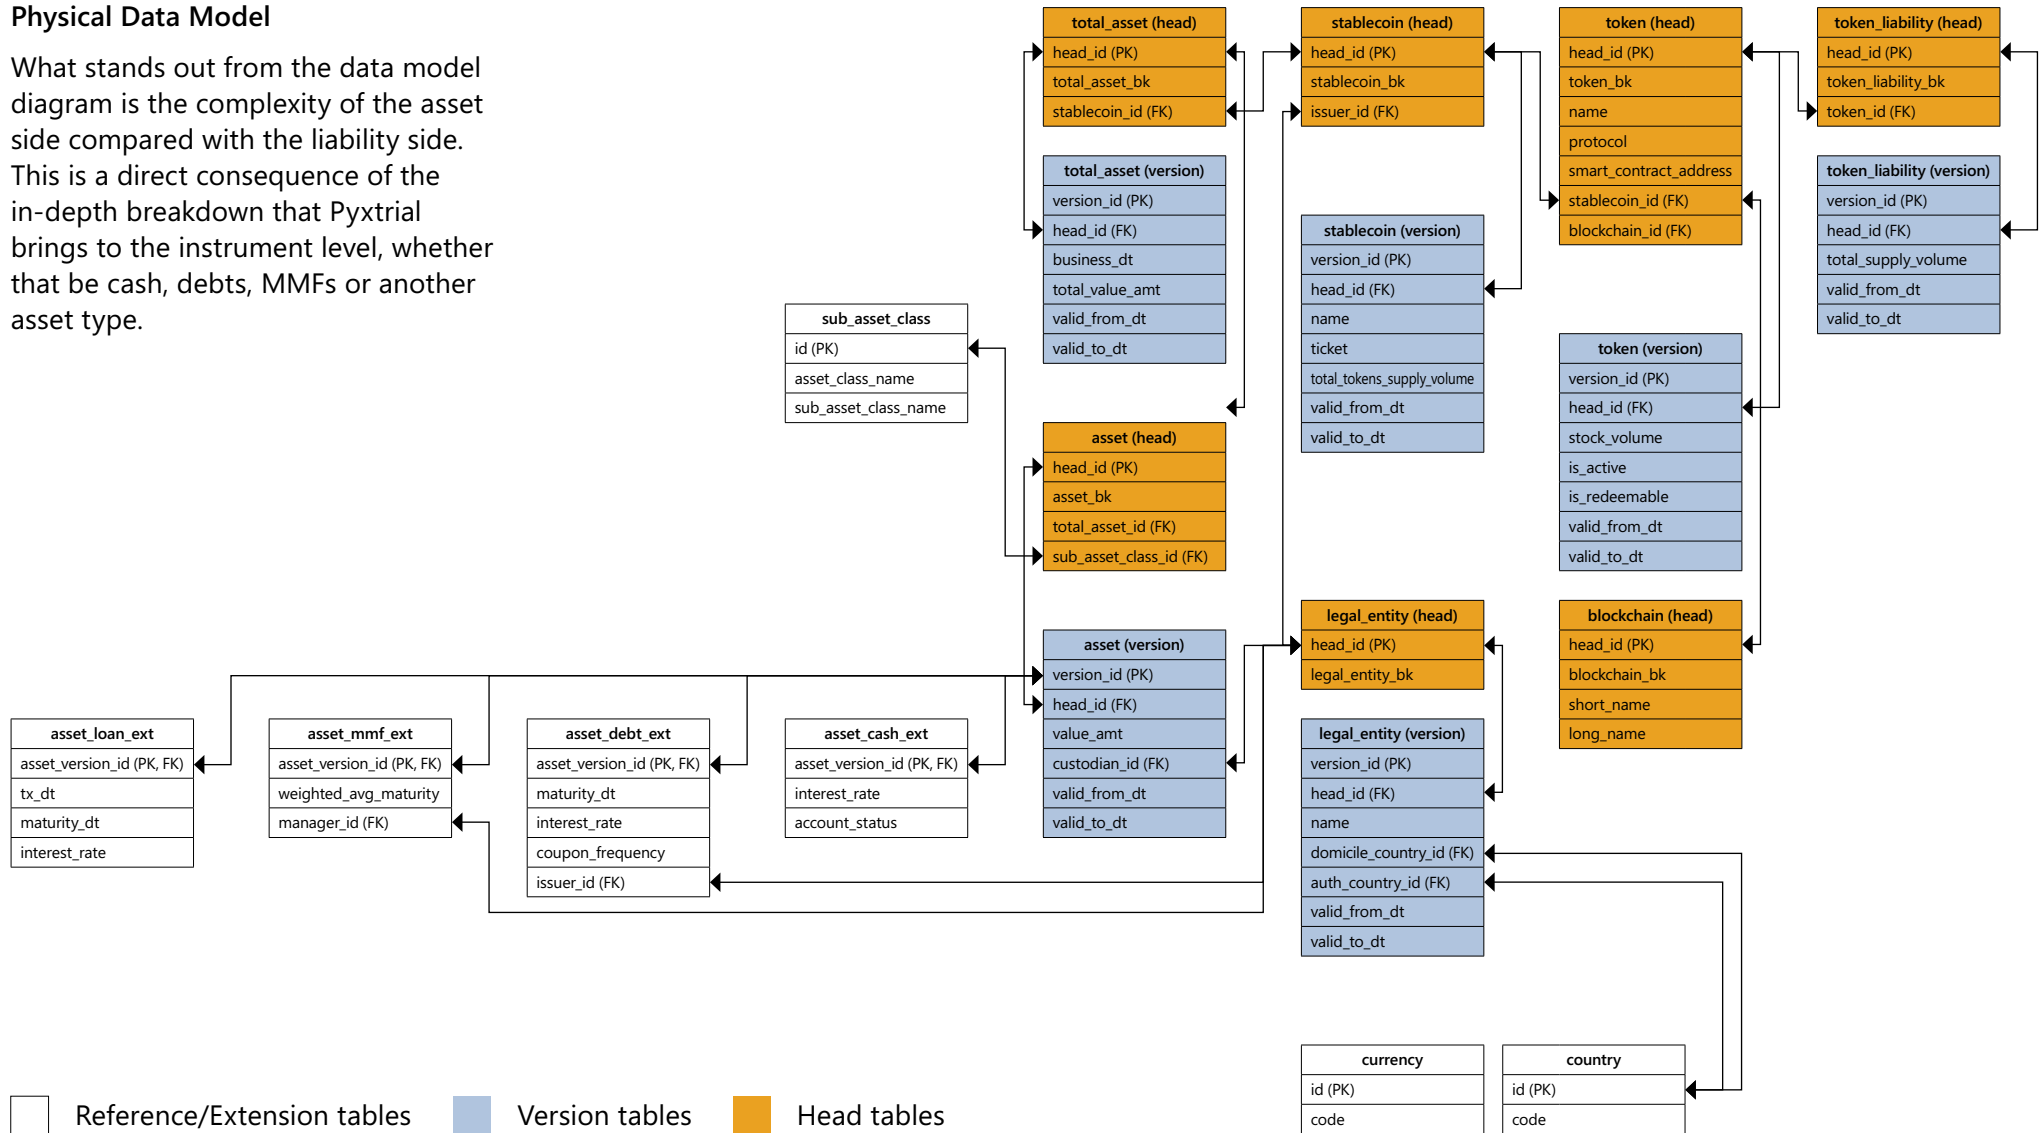 Physical Data Model
What stands out from the data model
diagram is the complexity of the asset
side compared with the liability side.
This is a direct consequence of the
in-depth breakdown that Pyxtrial
brings to the instrument level, whether
that be cash, debts, MMFs or another
asset type.
total_asset (head)
head_id (PK)
total_asset_bk
stablecoin_id (FK)
stablecoin (head)
head_id (PK)
stablecoin_bk
issuer_id (FK)
token (head)
head_id (PK)
token_bk
name
protocol
smart_contract_address
stablecoin_id (FK)
blockchain_id (FK)
token_liability (head)
head_id (PK)
token_liability_bk
token_id (FK)
total_asset (version)
version_id (PK)
head_id (FK)
business_dt
total_value_amt
valid_from_dt
valid_to_dt
stablecoin (version)
version_id (PK)
head_id (FK)
name
ticket
total_tokens_supply_volume
valid_from_dt
valid_to_dt
token_liability (version)
version_id (PK)
head_id (FK)
total_supply_volume
valid_from_dt
valid_to_dt
sub_asset_class
id (PK)
asset_class_name
sub_asset_class_name
token (version)
version_id (PK)
head_id (FK)
stock_volume
is_active
is_redeemable
valid_from_dt
valid_to_dt
asset (head)
head_id (PK)
asset_bk
total_asset_id (FK)
sub_asset_class_id (FK)
legal_entity (head)
head_id (PK)
legal_entity_bk
blockchain (head)
head_id (PK)
blockchain_bk
short_name
long_name
asset (version)
version_id (PK)
head_id (FK)
value_amt
custodian_id (FK)
valid_from_dt
valid_to_dt
asset_loan_ext
asset_version_id (PK, FK)
tx_dt
maturity_dt
interest_rate
asset_mmf_ext
asset_version_id (PK, FK)
weighted_avg_maturity
manager_id (FK)
asset_debt_ext
asset_version_id (PK, FK)
maturity_dt
interest_rate
coupon_frequency
issuer_id (FK)
asset_cash_ext
asset_version_id (PK, FK)
interest_rate
account_status
legal_entity (version)
version_id (PK)
head_id (FK)
name
domicile_country_id (FK)
auth_country_id (FK)
valid_from_dt
valid_to_dt
currency
id (PK)
code
country
id (PK)
code
Reference/Extension tables
Version tables
Head tables